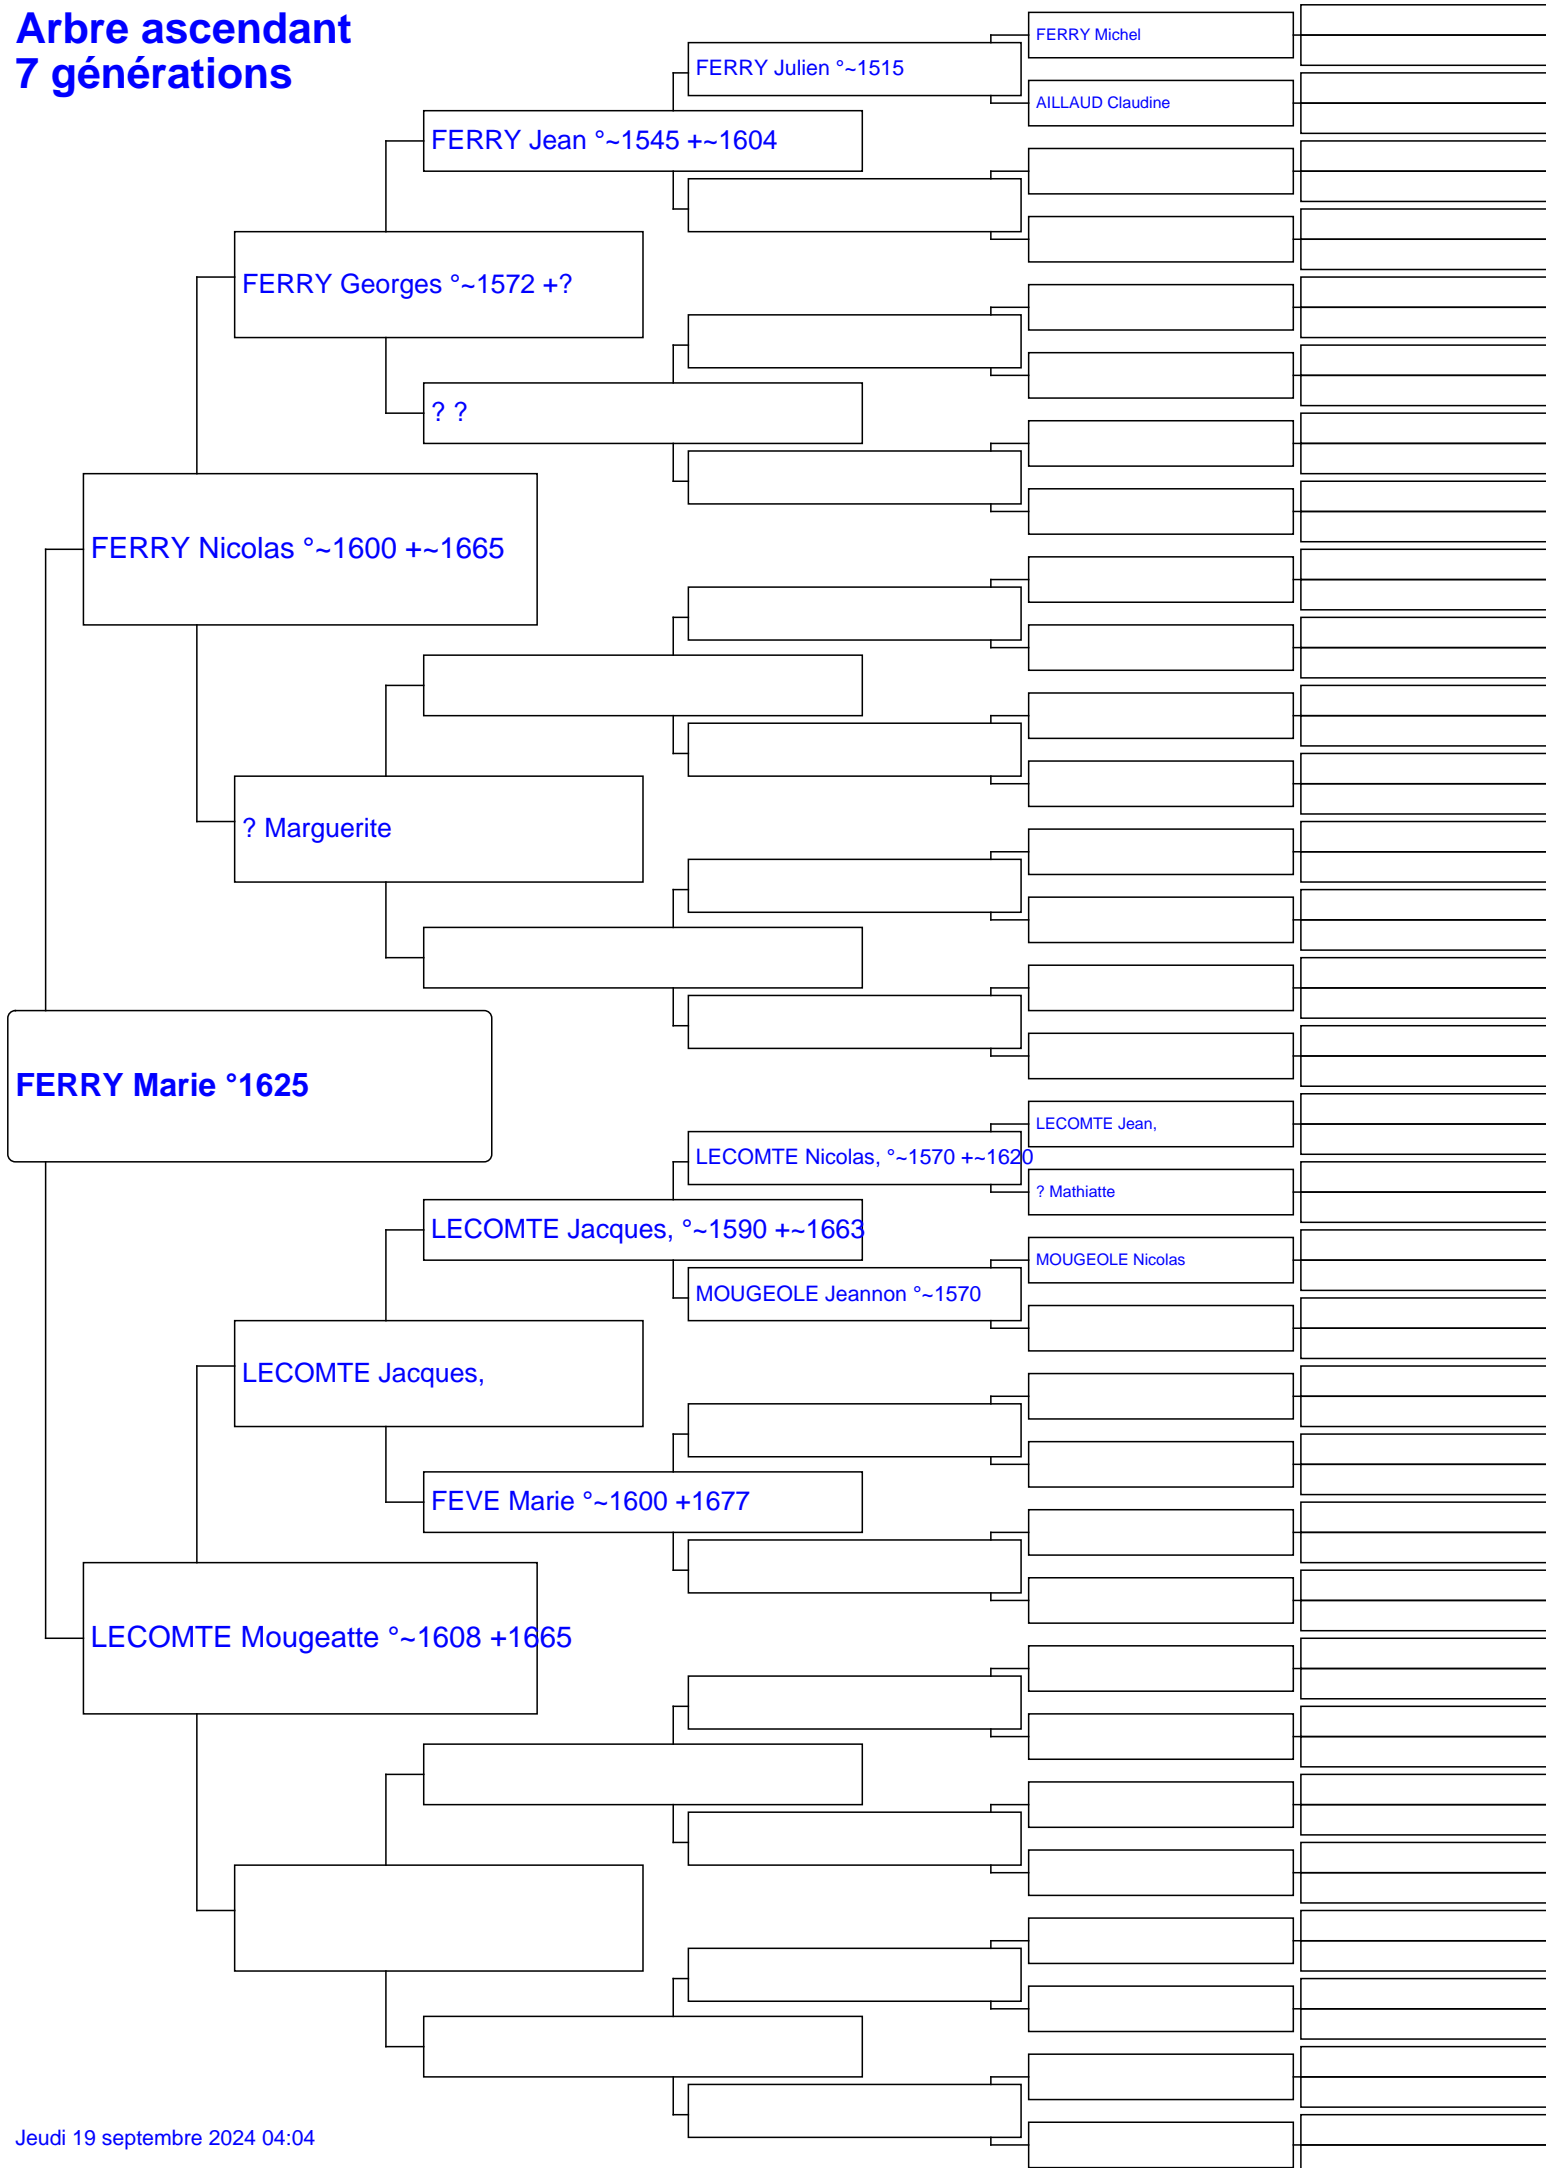 Arbre ascendant
7 générations
FERRY Michel
FERRY Julien °~1515
AILLAUD Claudine
FERRY Jean °~1545 +~1604
FERRY Georges °~1572 +?
? ?
FERRY Nicolas °~1600 +~1665
? Marguerite
FERRY Marie °1625
LECOMTE Jean,
LECOMTE Nicolas, °~1570 +~1620
? Mathiatte
LECOMTE Jacques, °~1590 +~1663
MOUGEOLE Nicolas
MOUGEOLE Jeannon °~1570
LECOMTE Jacques,
FEVE Marie °~1600 +1677
LECOMTE Mougeatte °~1608 +1665
Jeudi 19 septembre 2024 04:04